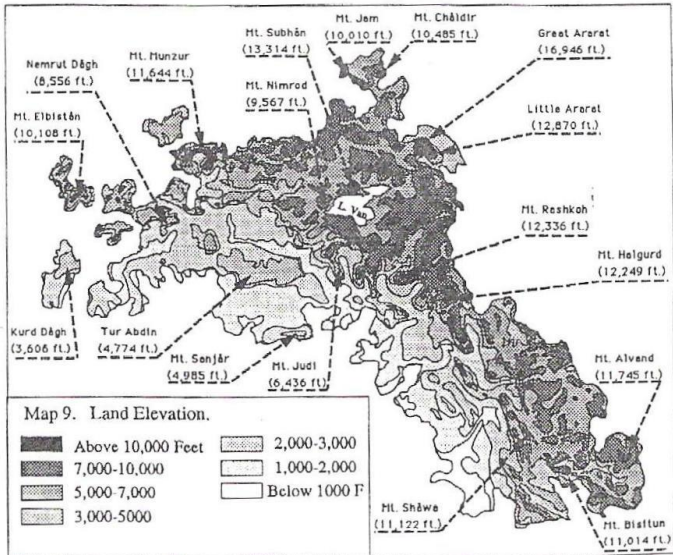 Mt. Jam
(10,010 ft.)
Mt. Châldir
(10,485 ft.)
Mt. Subhân
(13,314 ft.)
Great Ararat
(16,946 ft.)
Nemrut Dâgh
(8,556 ft.)
Mt. Munzur
(11,644 ft.)
Mt. Nimrod
(9,567 ft.)
Little Ararat
(12,870 ft.)
Mt. Elbistân
(10,108 ft.)
L. Van
Mt. Reshkoh
(12,336 ft.)
Mt. Halgurd
(12,249 ft.)
Kurd Dâgh
(3,606 ft.)
Tur Abdin
(4,774 ft.)
Mt. Sanjâr
(4,985 ft.)
Mt. Judi
(6,436 ft.)
Mt. Alvand
(11,745 ft.)
Map 9. Land Elevation.
Above 10,000 Feet
7,000-10,000
5,000-7,000
3,000-5000
2,000-3,000
1,000-2,000
Below 1000 F
Mt. Shâwa
(11,122 ft.)
Mt. Bisitun
(11,014 ft.)